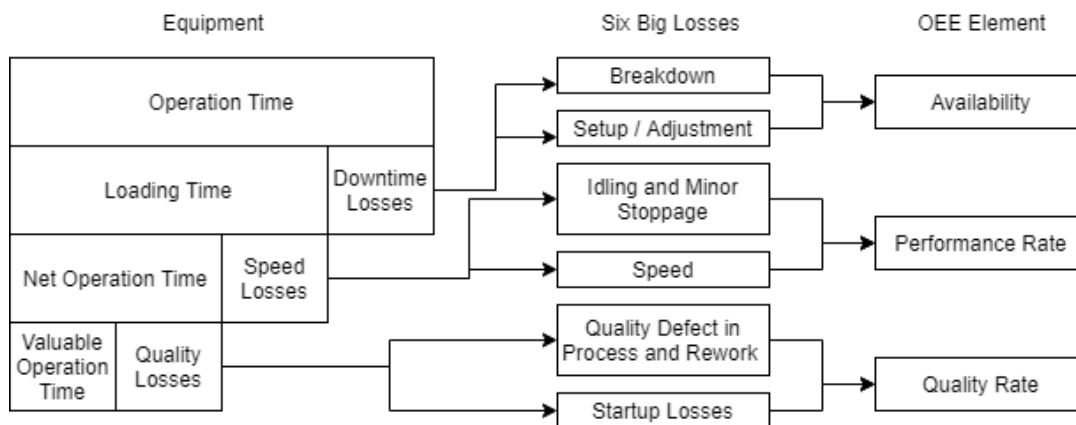 Equipment
Six Big Losses
OEE Element
Operation Time
Breakdown
Availability
Setup / Adjustment
Loading Time
Downtime
Losses
Idling and Minor
Stoppage
Performance Rate
Net Operation Time
Speed
Losses
Speed
Valuable
Operation
Time
Quality
Losses
Quality Defect in
Process and Rework
Quality Rate
Startup Losses